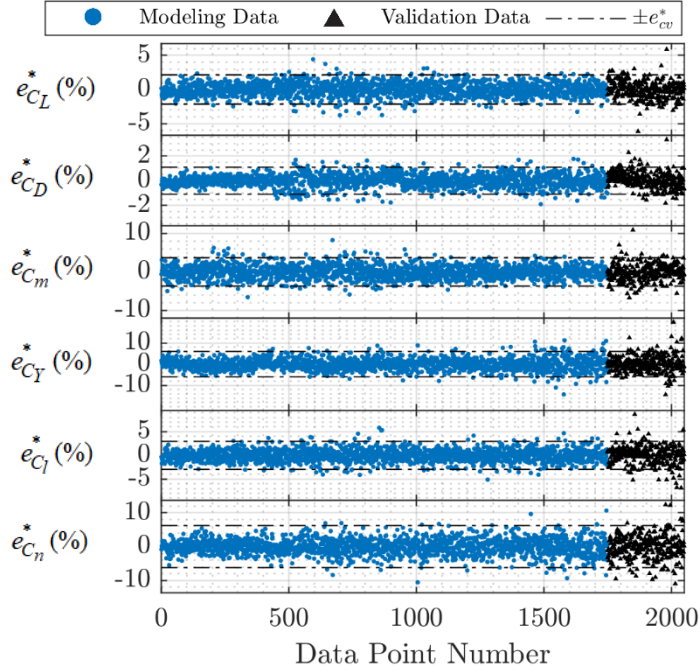 Modeling Data Validation Data ±e*cv
e*CL (%) 5 0 -5
e*CD (%) 2 0 -2
e*Cm (%) 10 0 -10
e*CY (%) 10 0 -10
e*Cl (%) 5 0 -5
e*Cn (%) 10 0 -10
0 500 1000 1500 2000
Data Point Number